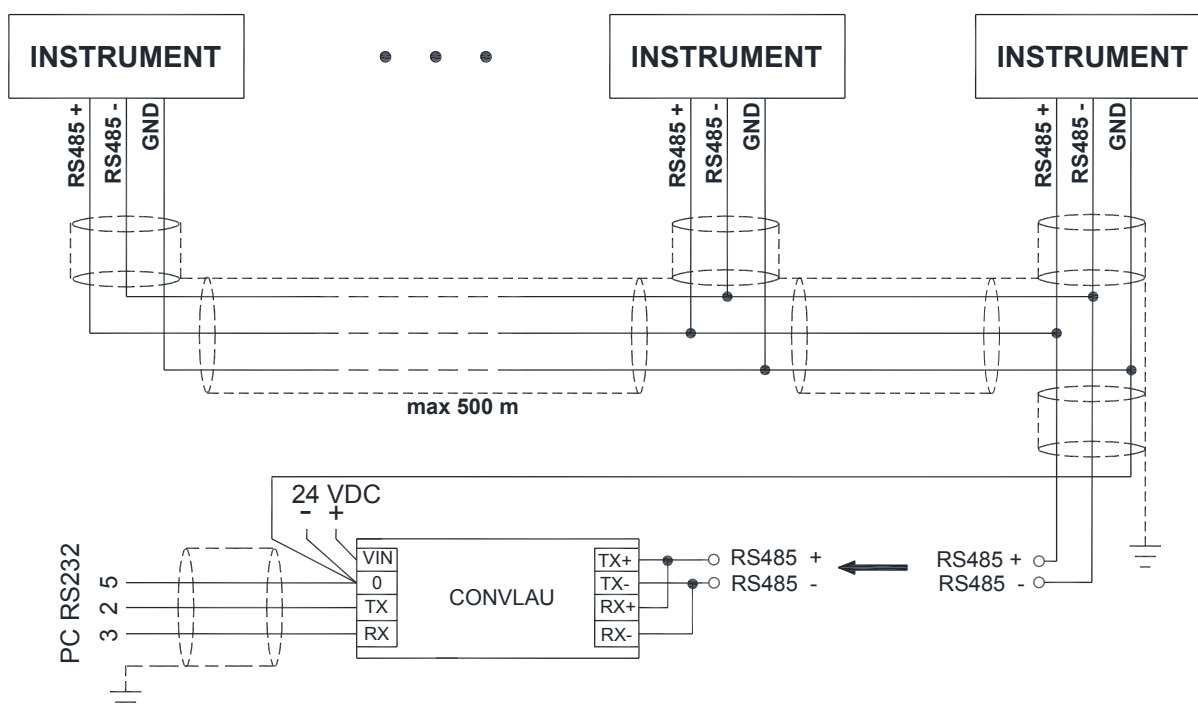 INSTRUMENT
INSTRUMENT
INSTRUMENT
RS485 +
RS485 -
GND
RS485 +
RS485 -
GND
RS485 +
RS485 -
GND
max 500 m
24 VDC
- +
PC RS232
5
2
3
VIN
0
TX
RX
CONVLAU
TX+
TX-
RX+
RX-
RS485 +
RS485 -
RS485 +
RS485 -